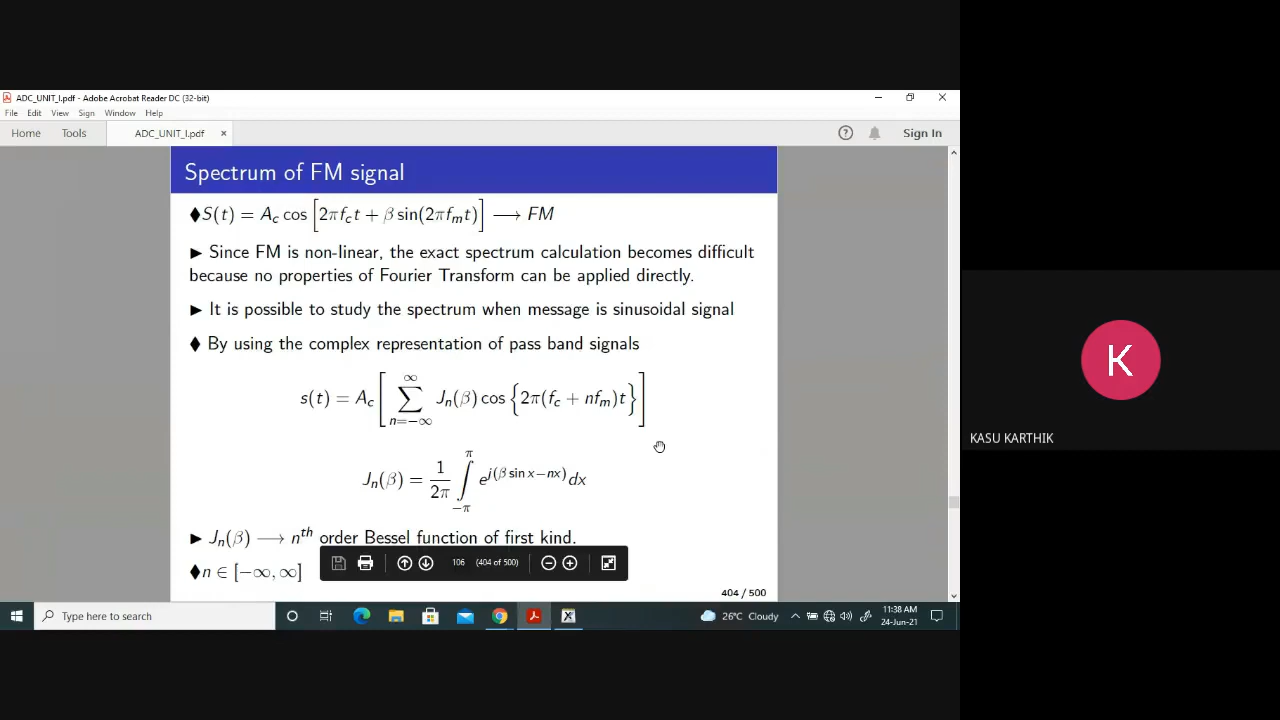 ADC_UNIT_I.pdf - Adobe Acrobat Reader DC (32-bit)
File Edit View Sign Window Help
Home Tools ADC_UNIT_I.pdf × ? Sign In
Spectrum of FM signal
♦S(t) = A_c cos[2πf_ct + β sin(2πf_mt)] ⟶ FM
► Since FM is non-linear, the exact spectrum calculation becomes difficult
because no properties of Fourier Transform can be applied directly.
► It is possible to study the spectrum when message is sinusoidal signal
♦ By using the complex representation of pass band signals
s(t) = A_c[∑_{n=−∞}^{∞} J_n(β) cos{2π(f_c + nf_m)t}]
J_n(β) = 1/2π ∫_{−π}^{π} e^{j(β sin x−nx)}dx
► J_n(β) ⟶ n^{th} order Bessel function of first kind.
♦n ∈ [−∞, ∞]
106 (404 of 500)
404 / 500
K
KASU KARTHIK
Type here to search
26°C Cloudy
11:38 AM
24-Jun-21